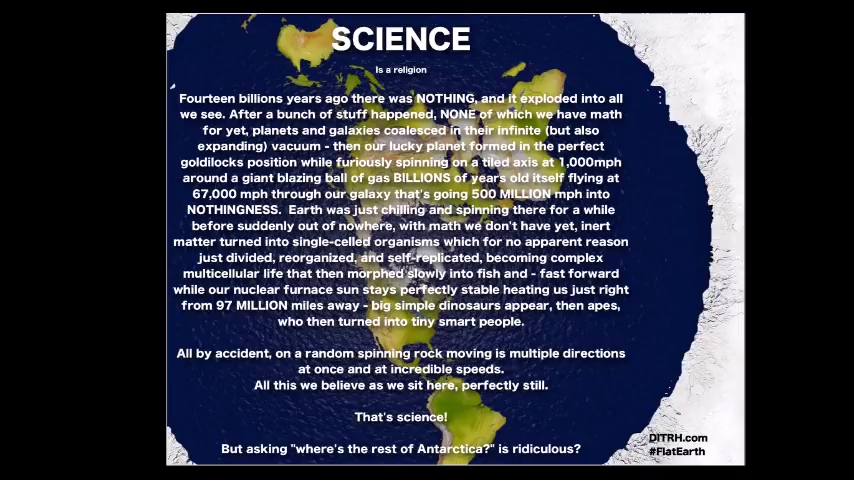 SCIENCE
Is a religion
Fourteen billions years ago there was NOTHING, and it exploded into all
we see. After a bunch of stuff happened, NONE of which we have math
for yet, planets and galaxies coalesced in their infinite (but also
expanding) vacuum - then our lucky planet formed in the perfect
goldilocks position while furiously spinning on a tiled axis at 1,000mph
around a giant blazing ball of gas BILLIONS of years old itself flying at
67,000 mph through our galaxy that's going 500 MILLION mph into
NOTHINGNESS. Earth was just chilling and spinning there for a while
before suddenly out of nowhere, with math we don't have yet, inert
matter turned into single-celled organisms which for no apparent reason
just divided, reorganized, and self-replicated, becoming complex
multicellular life that then morphed slowly into fish and - fast forward
while our nuclear furnace sun stays perfectly stable heating us just right
from 97 MILLION miles away - big simple dinosaurs appear, then apes,
who then turned into tiny smart people.
All by accident, on a random spinning rock moving is multiple directions
at once and at incredible speeds.
All this we believe as we sit here, perfectly still.
That's science!
But asking "where's the rest of Antarctica?" is ridiculous?
DITRH.com
#FlatEarth